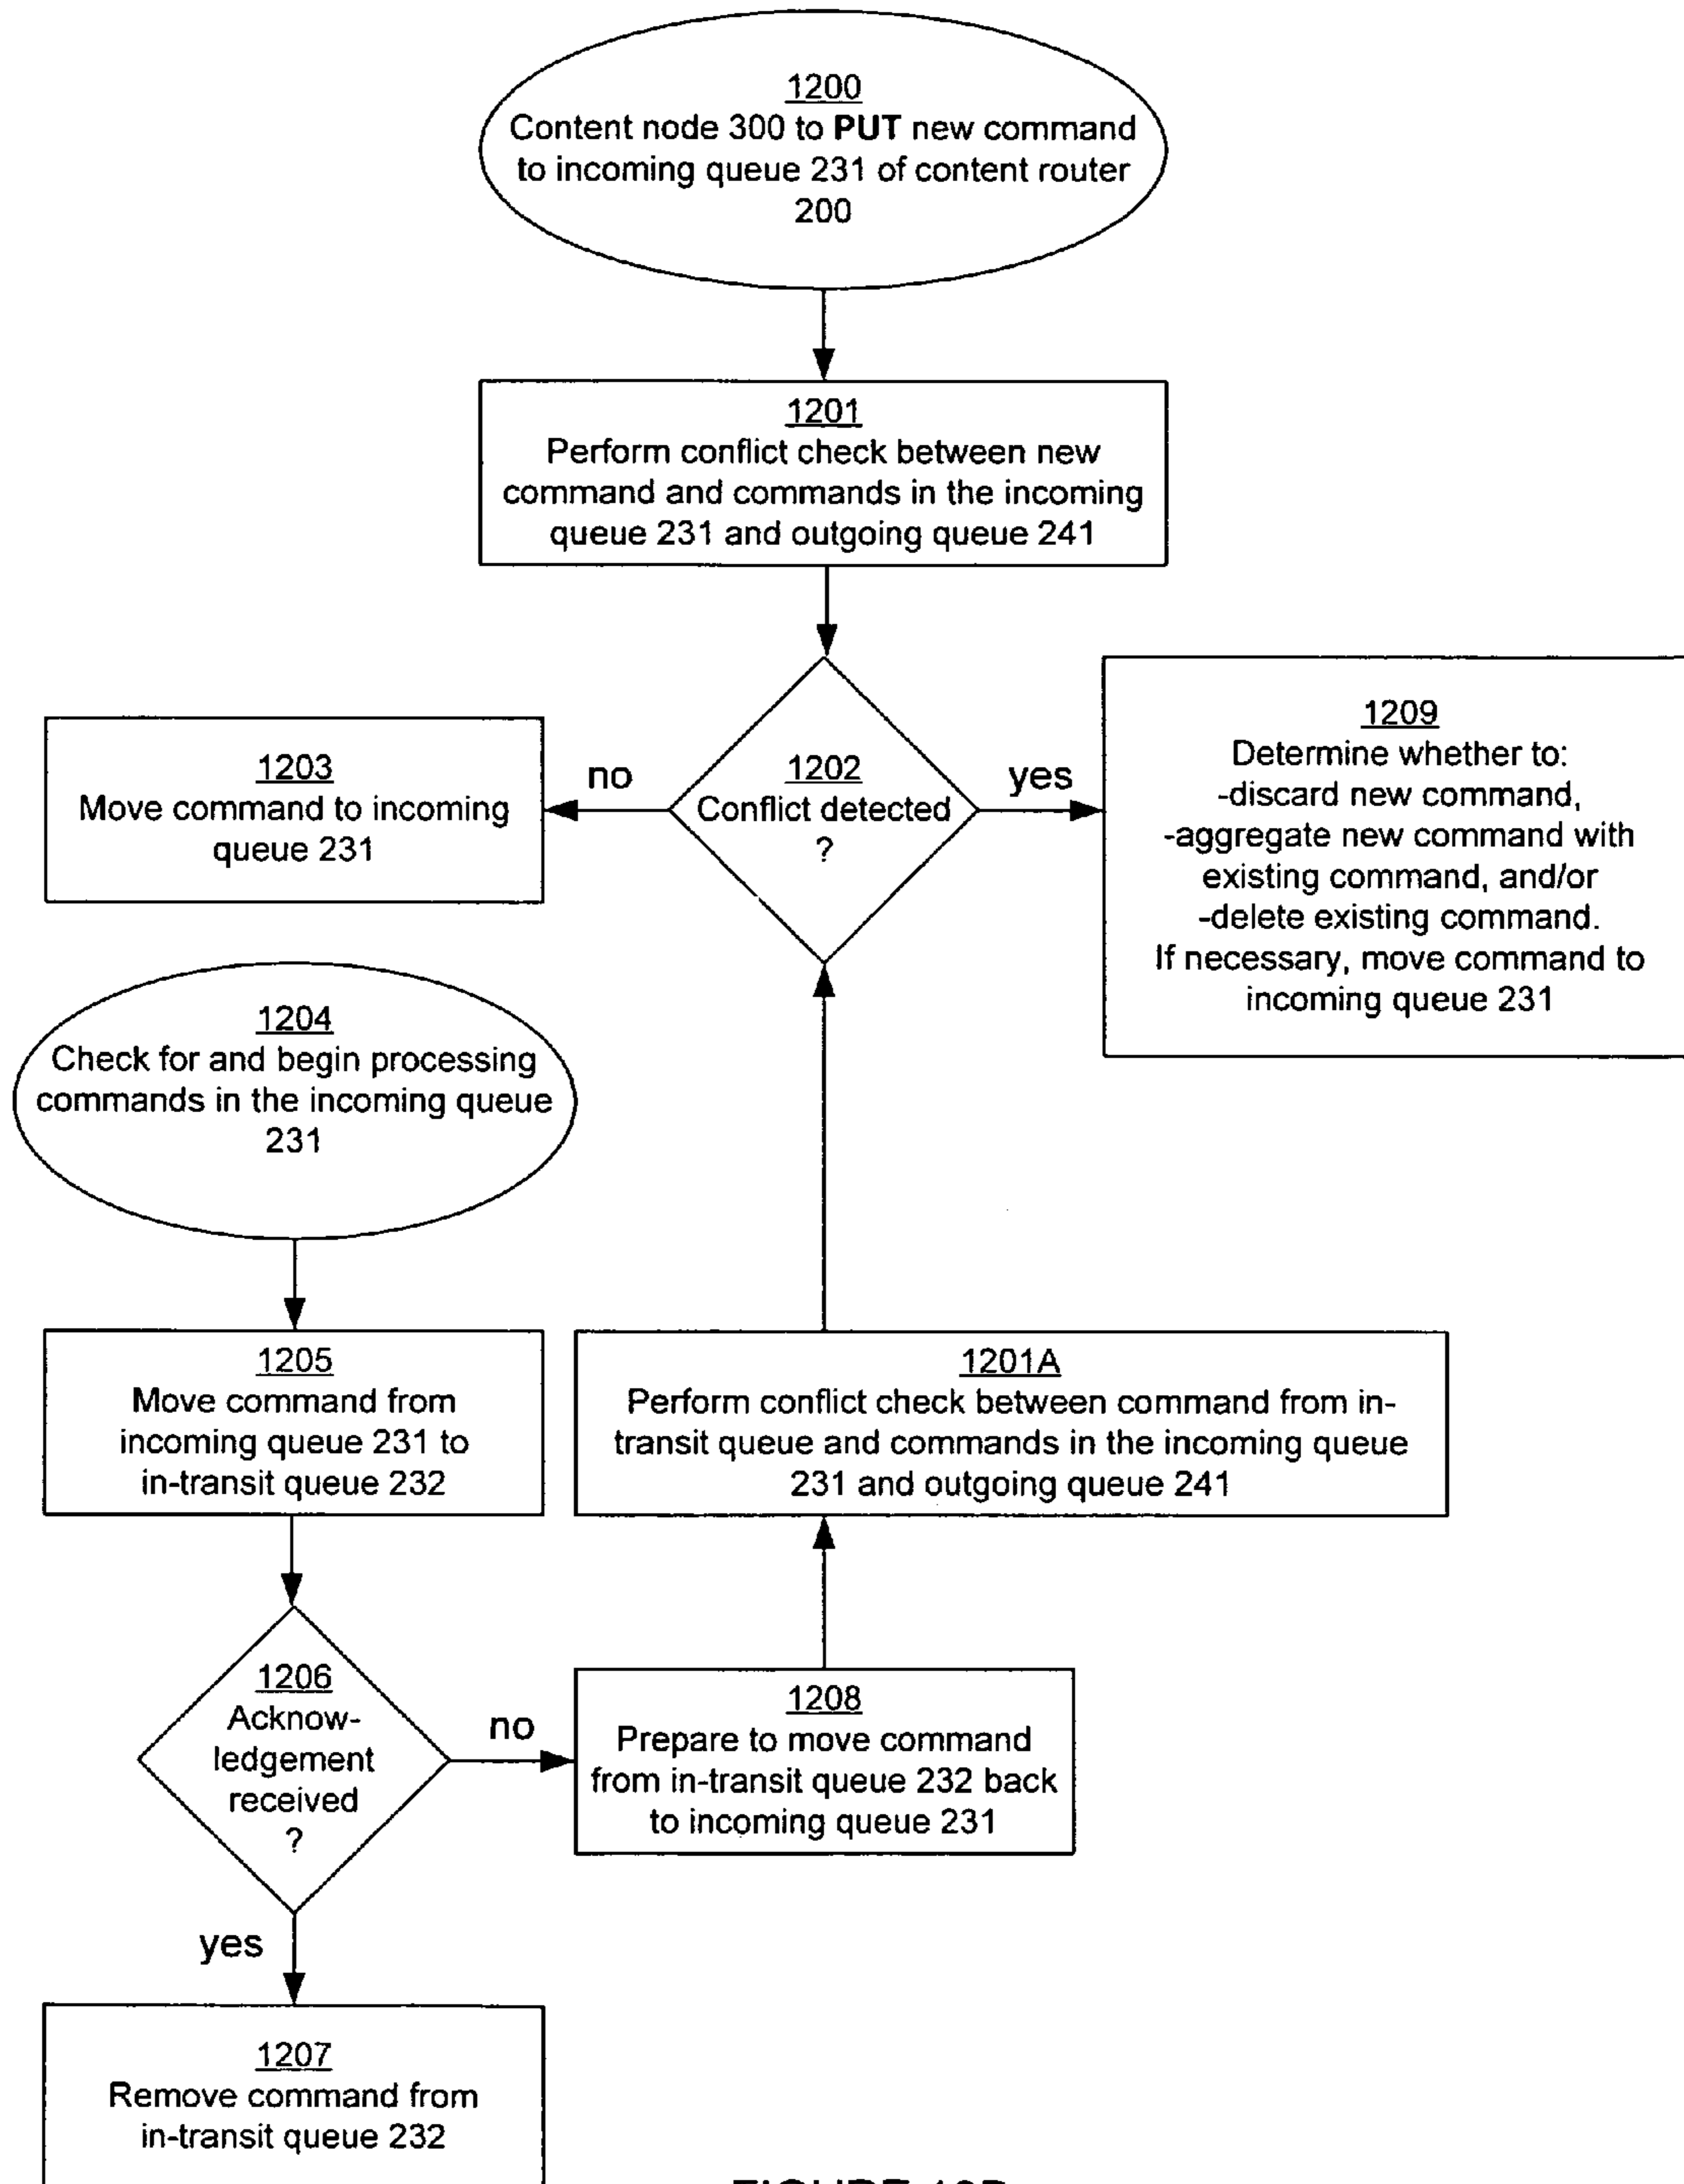 1200
Content node 300 to PUT new command
to incoming queue 231 of content router
200
1201
Perform conflict check between new
command and commands in the incoming
queue 231 and outgoing queue 241
1203
Move command to incoming
queue 231
no
1202
Conflict detected
?
yes
1209
Determine whether to:
-discard new command,
-aggregate new command with
existing command, and/or
-delete existing command.
If necessary, move command to
incoming queue 231
1204
Check for and begin processing
commands in the incoming queue
231
1205
Move command from
incoming queue 231 to
in-transit queue 232
1201A
Perform conflict check between command from in-
transit queue and commands in the incoming queue
231 and outgoing queue 241
1206
Acknow-
ledgement
received
?
no
1208
Prepare to move command
from in-transit queue 232 back
to incoming queue 231
yes
1207
Remove command from
in-transit queue 232